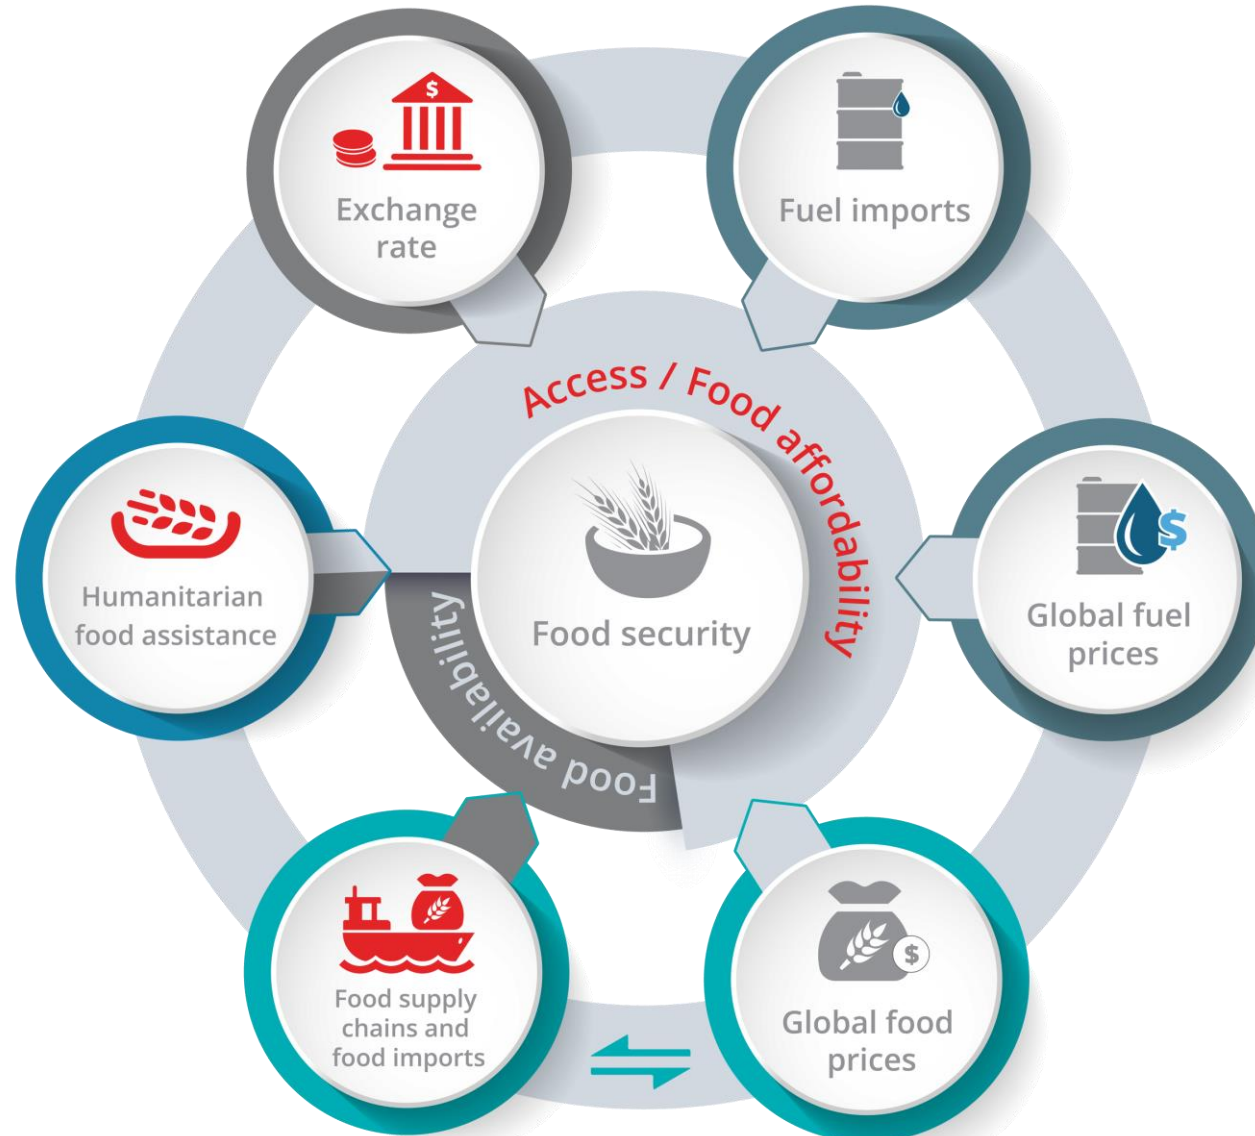 $
Exchange
rate
Fuel imports
Access / Food affordability
Humanitarian
food assistance
Food security
$
Global fuel
prices
Food availability
Food supply
chains and
food imports
$
Global food
prices